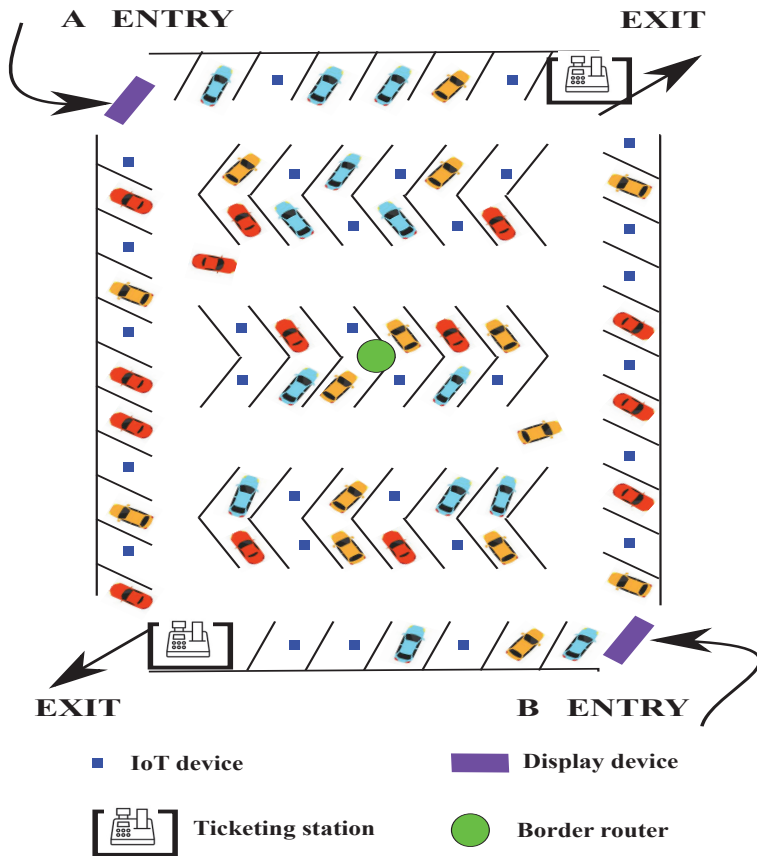 A ENTRY
EXIT
EXIT
B ENTRY
IoT device
Display device
Ticketing station
Border router